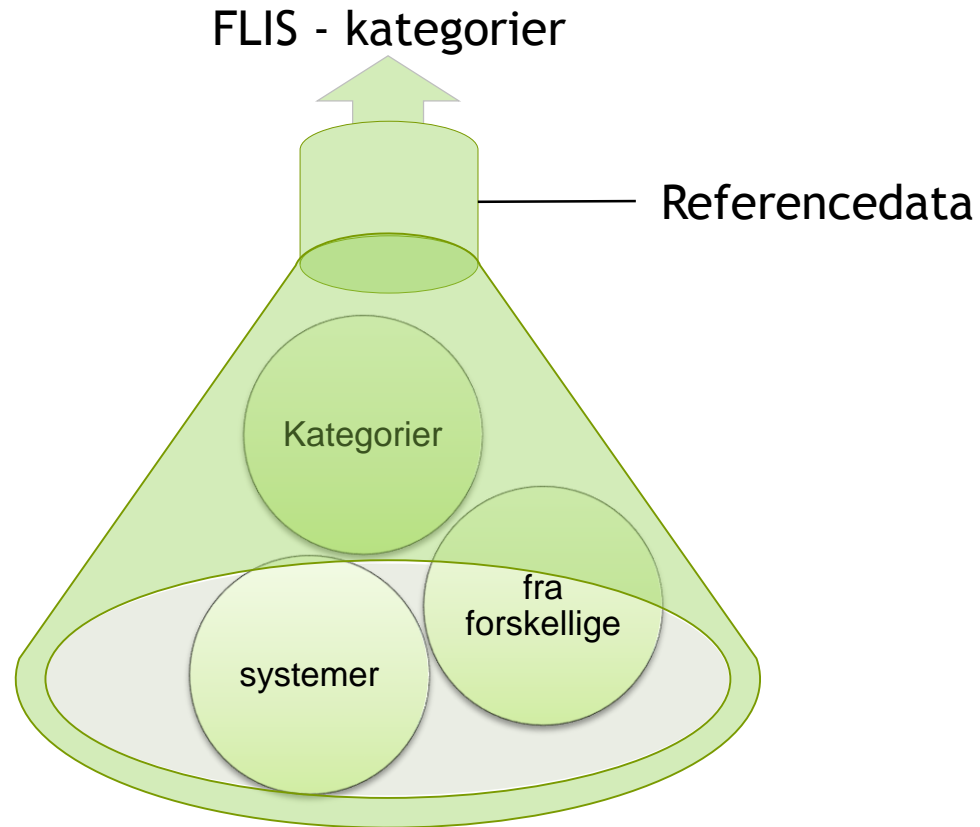 FLIS - kategorier
Referencedata
Kategorier
fra
forskellige
systemer